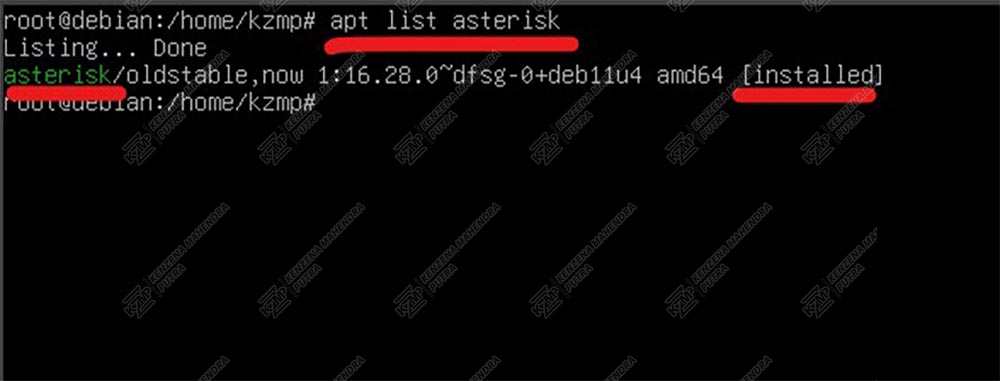 root@debian:/home/kzmp# apt list asterisk
Listing... Done
asterisk/oldstable,now 1:16.28.0~dfsg-0+deb11u4 amd64 [installed]
root@debian:/home/kzmp#
KZMP KENZENA MAHENDRA PUTRA